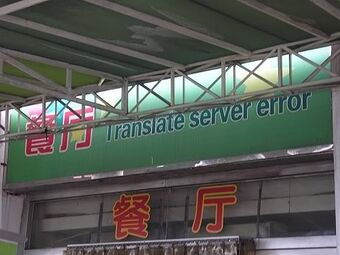 餐厅 Translate server error
餐厅